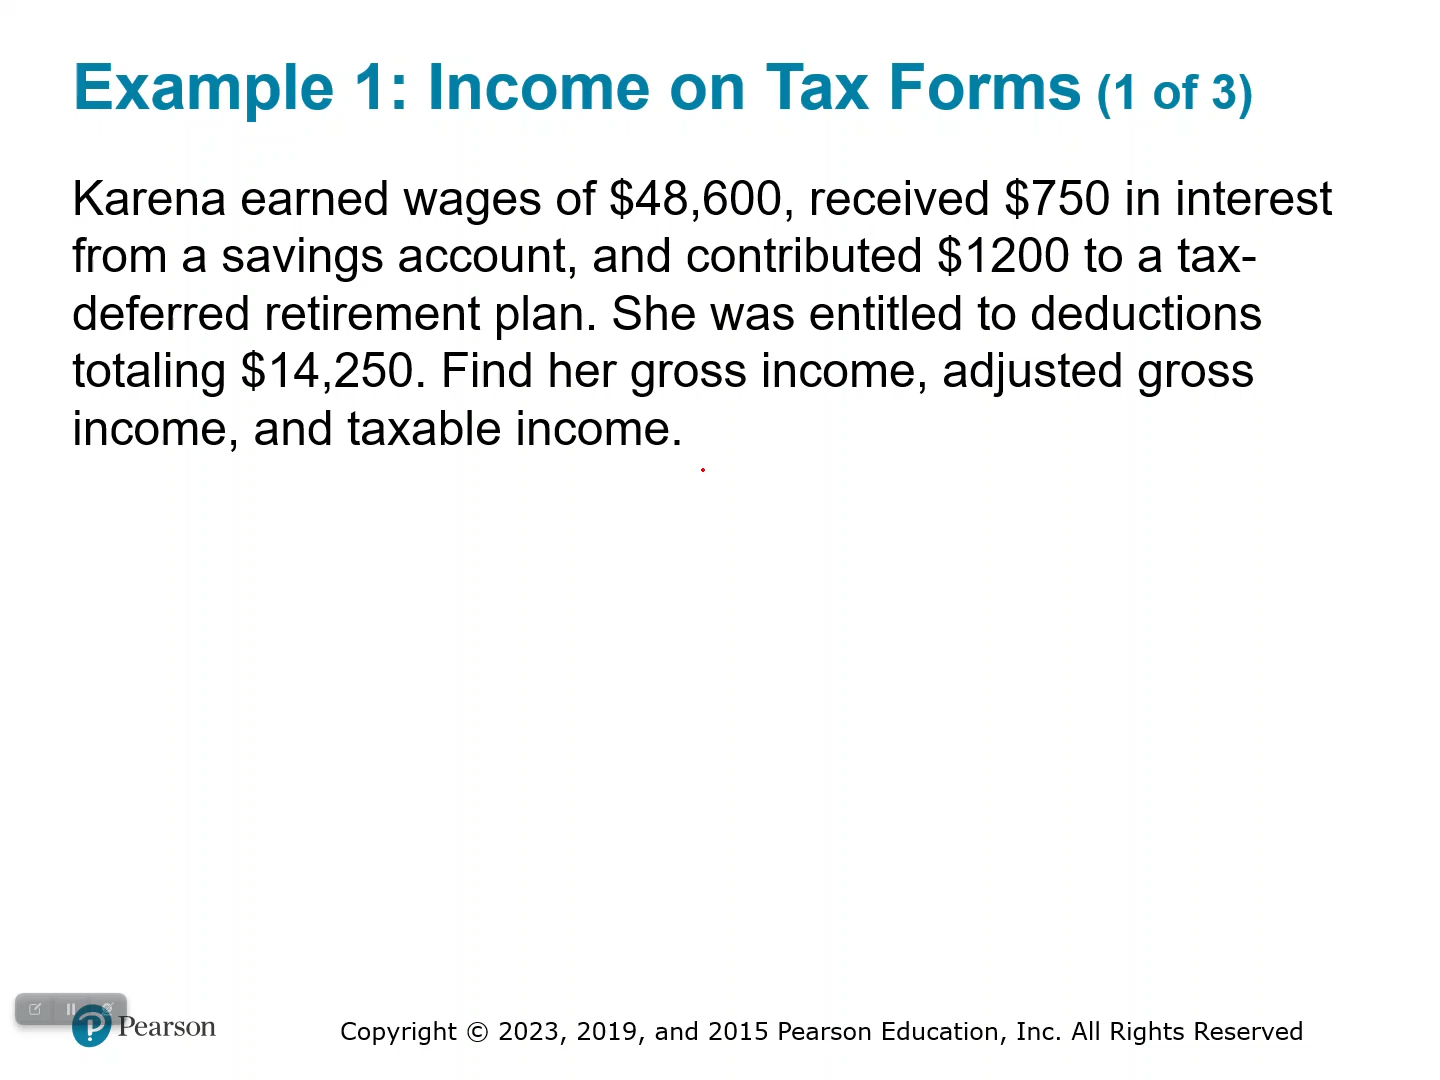 Example 1: Income on Tax Forms (1 of 3)
Karena earned wages of $48,600, received $750 in interest
from a savings account, and contributed $1200 to a tax-
deferred retirement plan. She was entitled to deductions
totaling $14,250. Find her gross income, adjusted gross
income, and taxable income.
Pearson
Copyright © 2023, 2019, and 2015 Pearson Education, Inc. All Rights Reserved